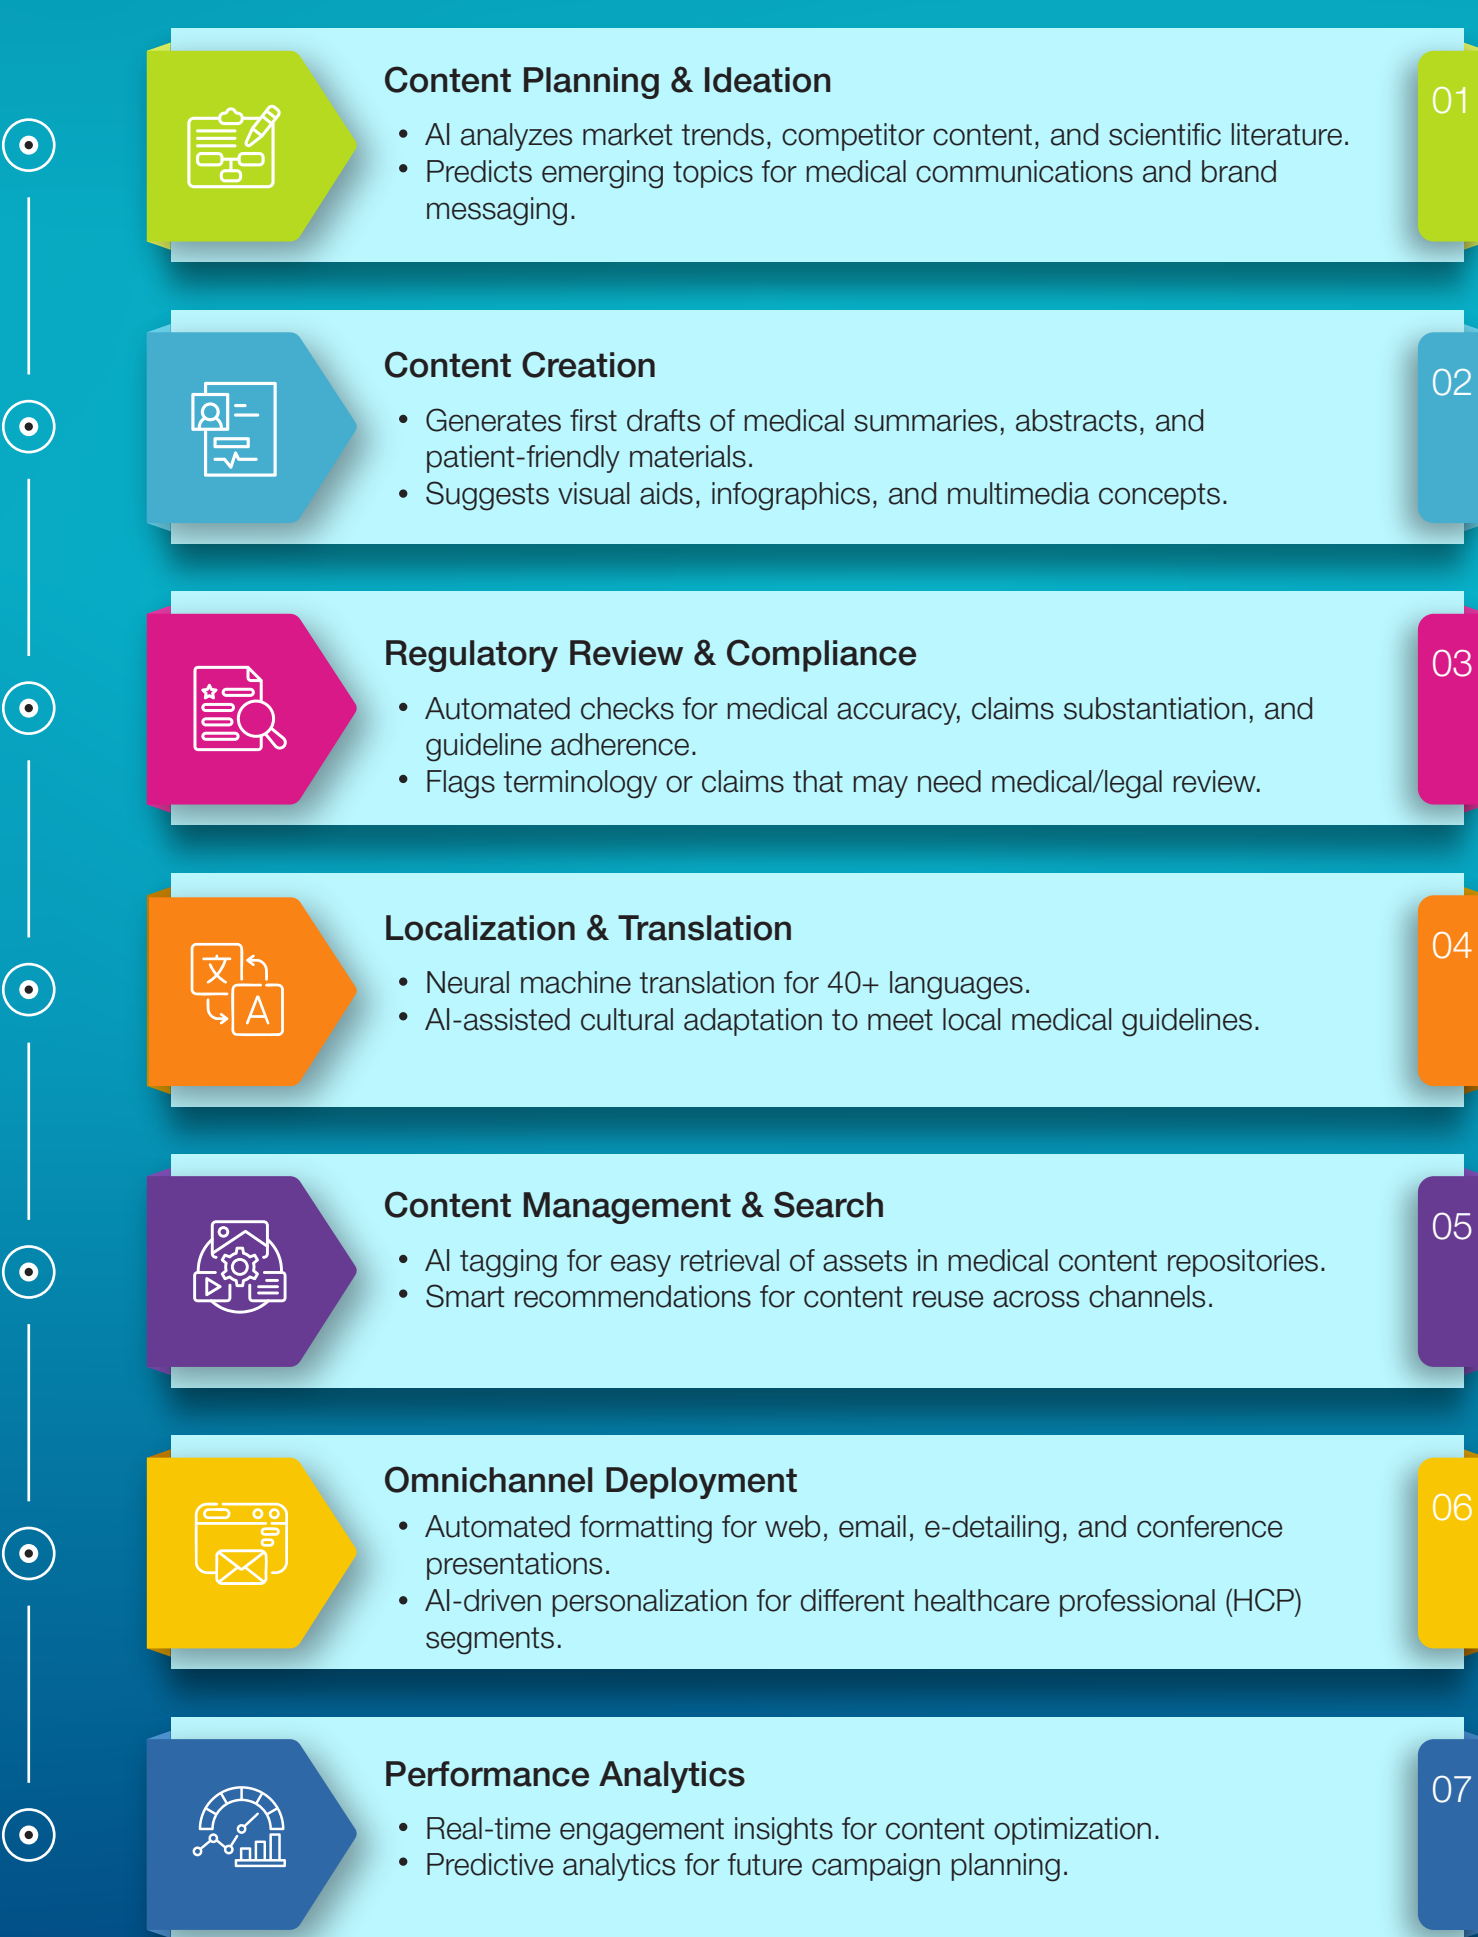 Content Planning & Ideation
01
• AI analyzes market trends, competitor content, and scientific literature.
• Predicts emerging topics for medical communications and brand
messaging.
Content Creation
02
• Generates first drafts of medical summaries, abstracts, and
patient-friendly materials.
• Suggests visual aids, infographics, and multimedia concepts.
Regulatory Review & Compliance
03
• Automated checks for medical accuracy, claims substantiation, and
guideline adherence.
• Flags terminology or claims that may need medical/legal review.
Localization & Translation
04
文
A
• Neural machine translation for 40+ languages.
• AI-assisted cultural adaptation to meet local medical guidelines.
Content Management & Search
05
• AI tagging for easy retrieval of assets in medical content repositories.
• Smart recommendations for content reuse across channels.
Omnichannel Deployment
06
• Automated formatting for web, email, e-detailing, and conference
presentations.
• AI-driven personalization for different healthcare professional (HCP)
segments.
Performance Analytics
07
• Real-time engagement insights for content optimization.
• Predictive analytics for future campaign planning.